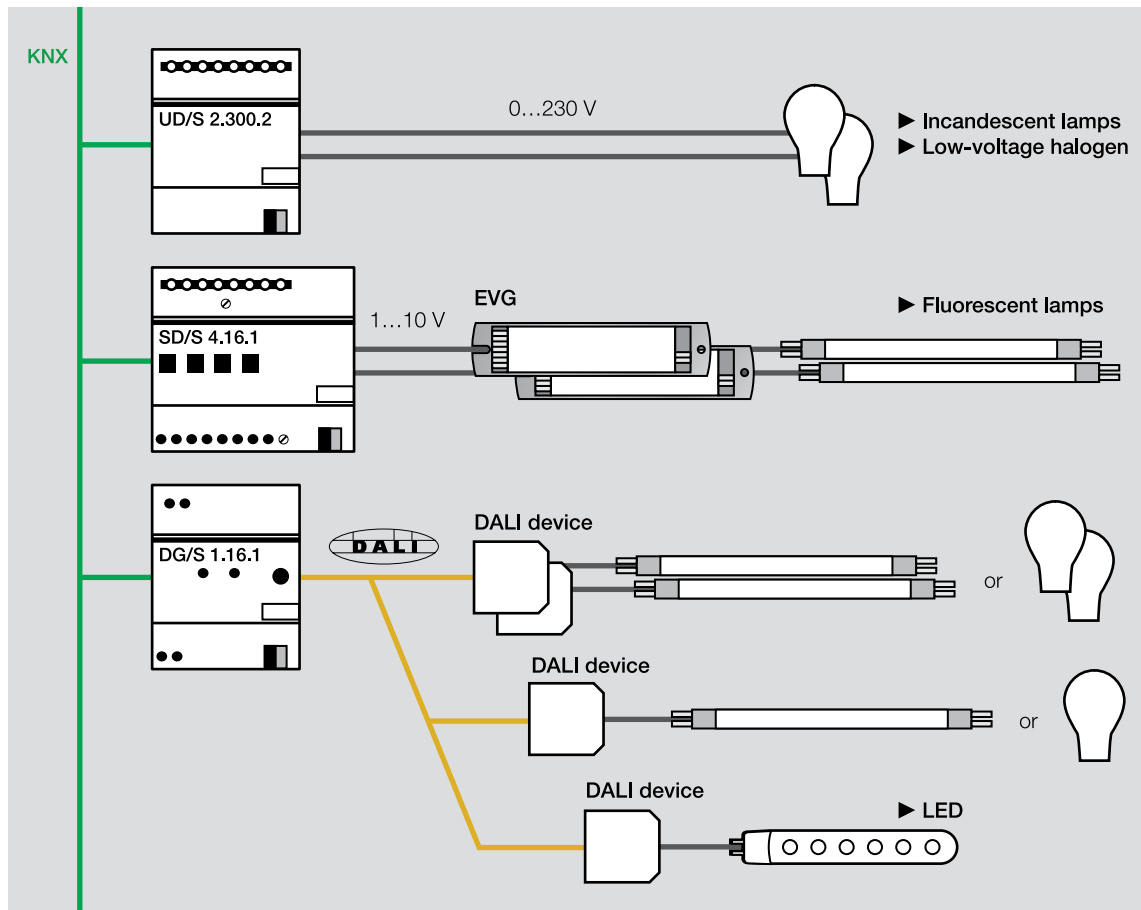 KNX
UD/S 2.300.2
0…230 V
► Incandescent lamps
► Low-voltage halogen
SD/S 4.16.1
1…10 V
EVG
► Fluorescent lamps
DG/S 1.16.1
DALI
DALI device
or
DALI device
or
DALI device
► LED